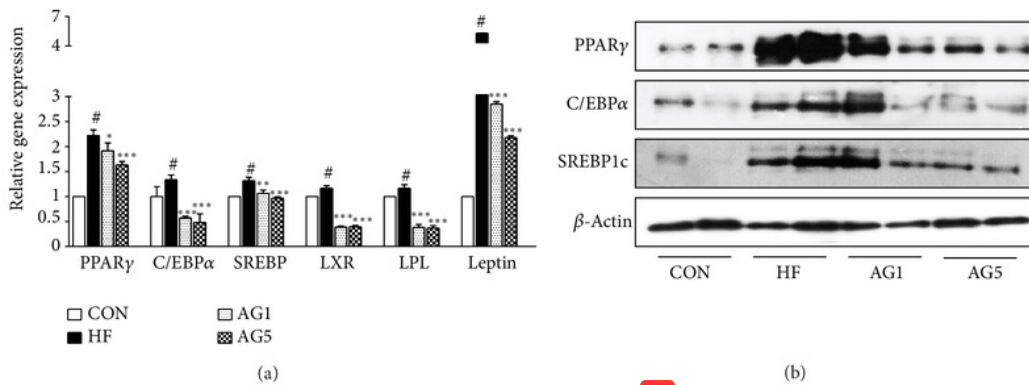 Relative gene expression
7
4
3
2.5
2
1.5
1
0.5
0
#
*
***
#
***
***
#
**
***
#
***
***
#
***
***
#
***
***
PPARγ
C/EBPα
SREBP
LXR
LPL
Leptin
CON
HF
AG1
AG5
(a)
PPARγ
C/EBPα
SREBP1c
β-Actin
CON
HF
AG1
AG5
(b)